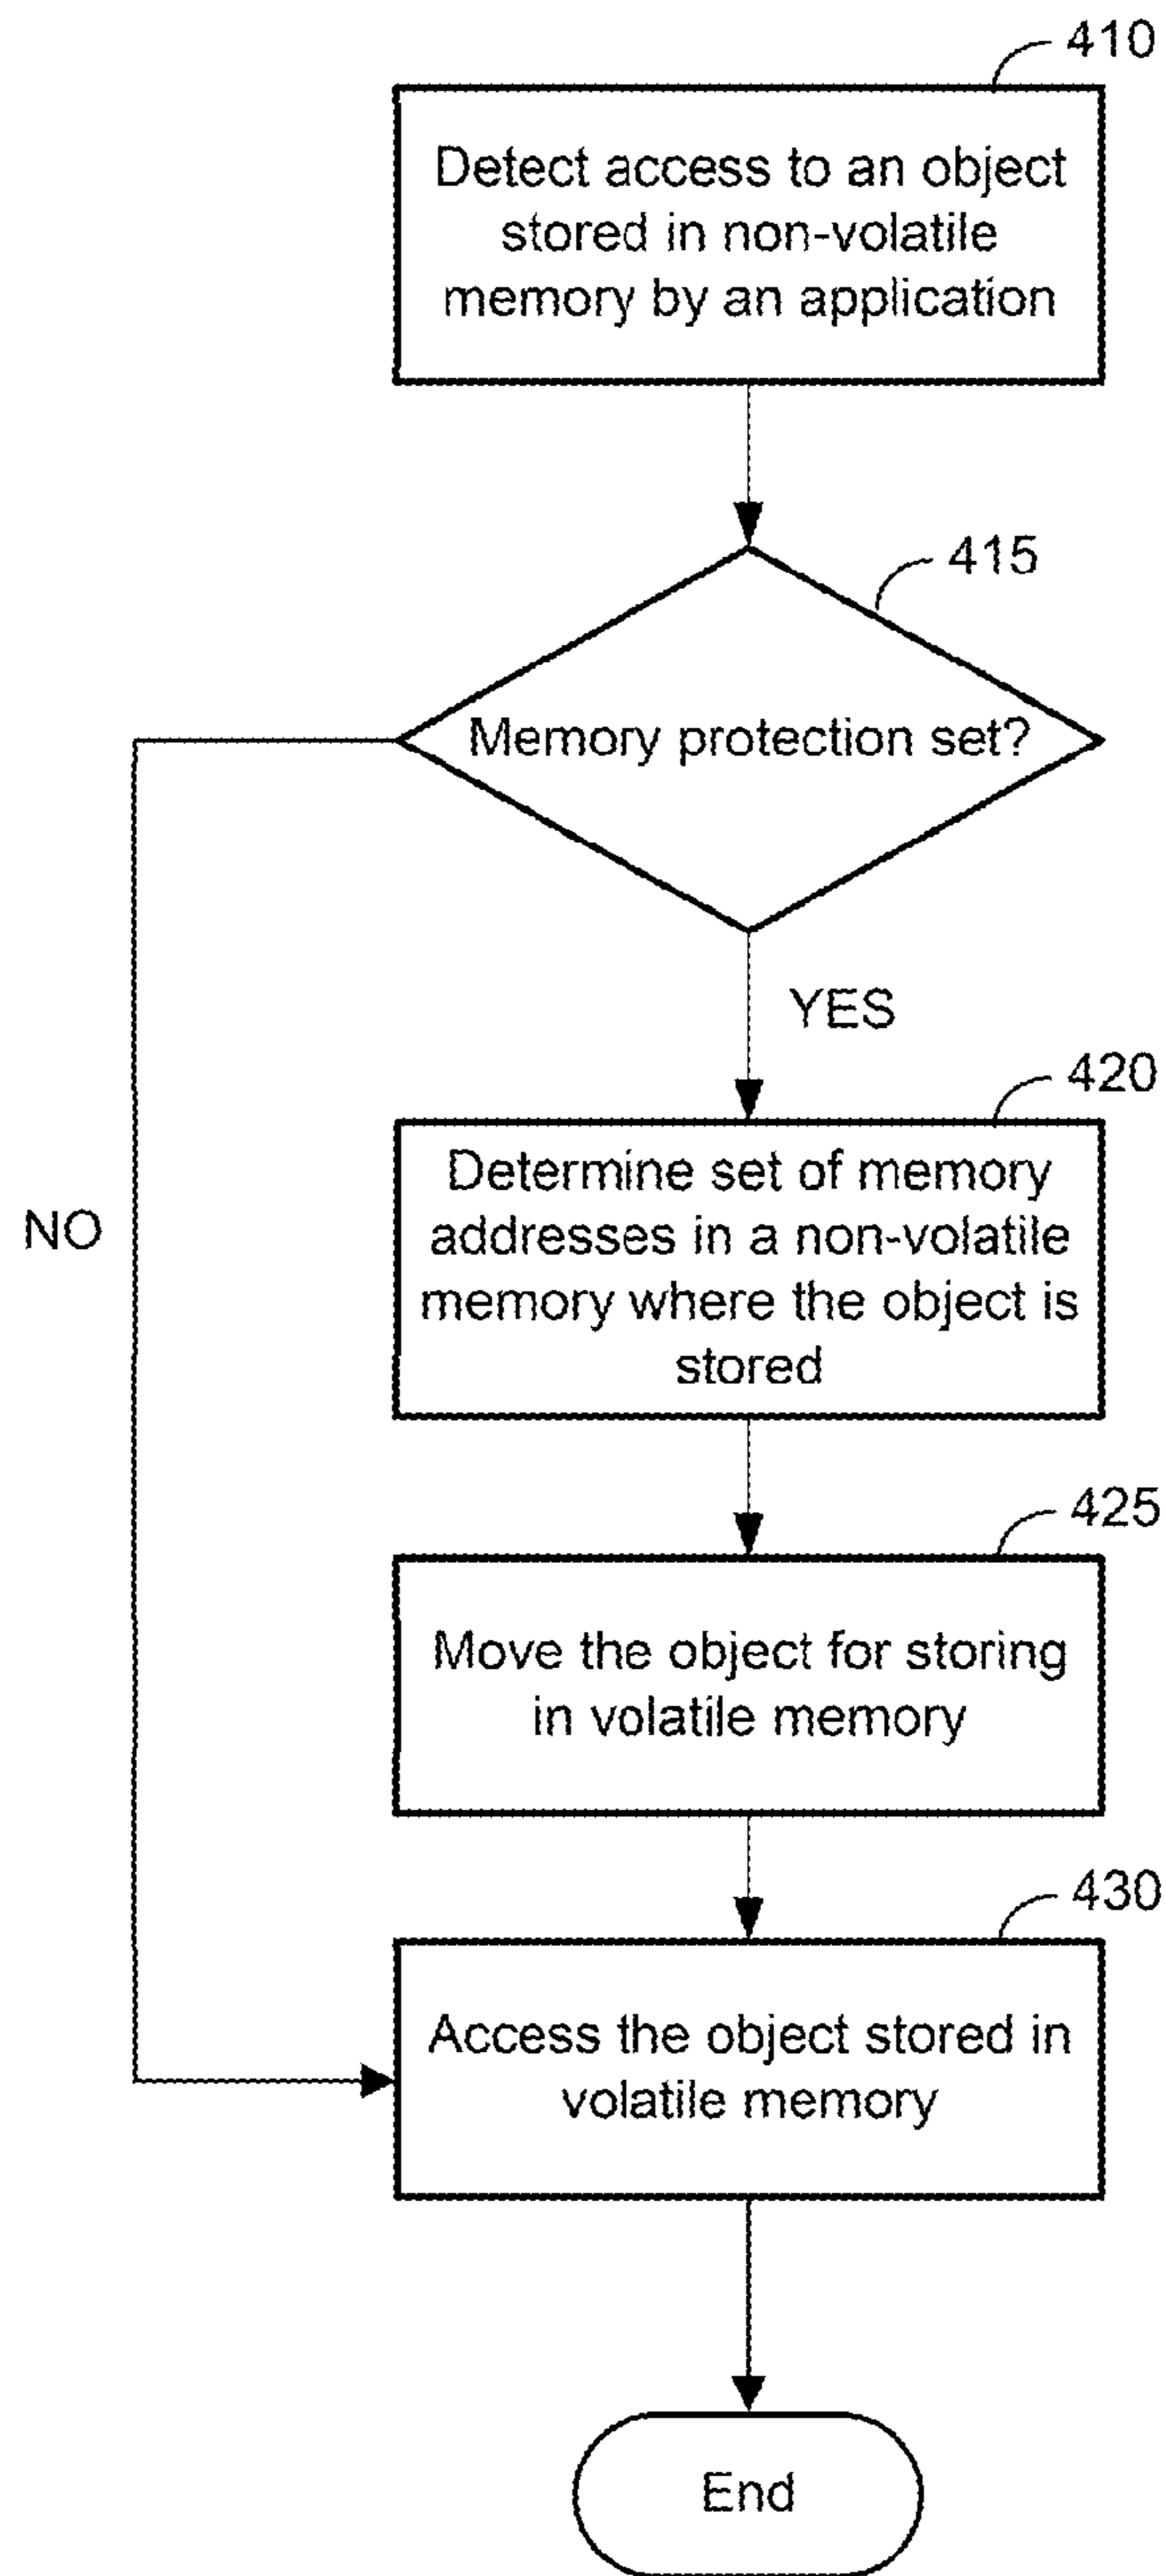 410
Detect access to an object
stored in non-volatile
memory by an application
415
Memory protection set?
YES
420
Determine set of memory
addresses in a non-volatile
memory where the object is
stored
NO
425
Move the object for storing
in volatile memory
430
Access the object stored in
volatile memory
End